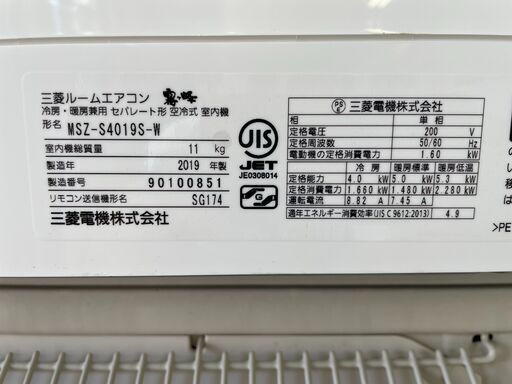 三菱ルームエアコン 霧ヶ峰
冷房・暖房兼用 セパレート形 空冷式 室内機
形名 MSZ-S4019S-W
室内機総質量 11 kg
製造年 2019 年製
製造番号 90100851
リモコン送信機形名 SG174
三菱電機株式会社
JIS
JET
JE0308014
G
PS
E
三菱電機株式会社
相 単相
定格電圧 200 V
定格周波数 50/60 Hz
電動機の定格消費電力 1.60 kW
冷房 暖房標準 暖房低温
定格能力 4.0 kW 5.0 kW 5.3 kW
定格消費電力 1.660 kW 1.480 kW 2.280 kW
運転電流 8.82 A 7.45 A
通年エネルギー消費効率(JIS C 9612:2013) 4.9
>PE